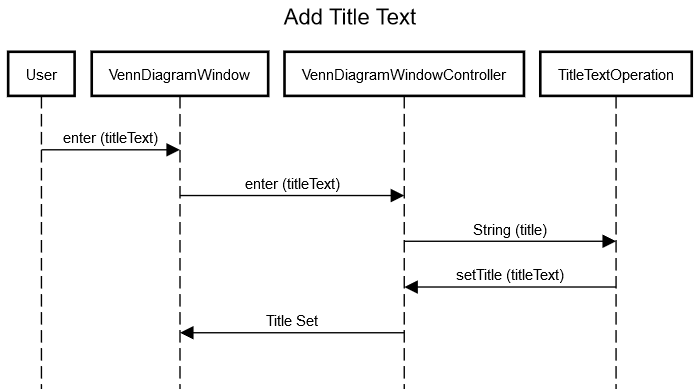 Add Title Text
User
VennDiagramWindow
VennDiagramWindowController
TitleTextOperation
enter (titleText)
enter (titleText)
String (title)
setTitle (titleText)
Title Set